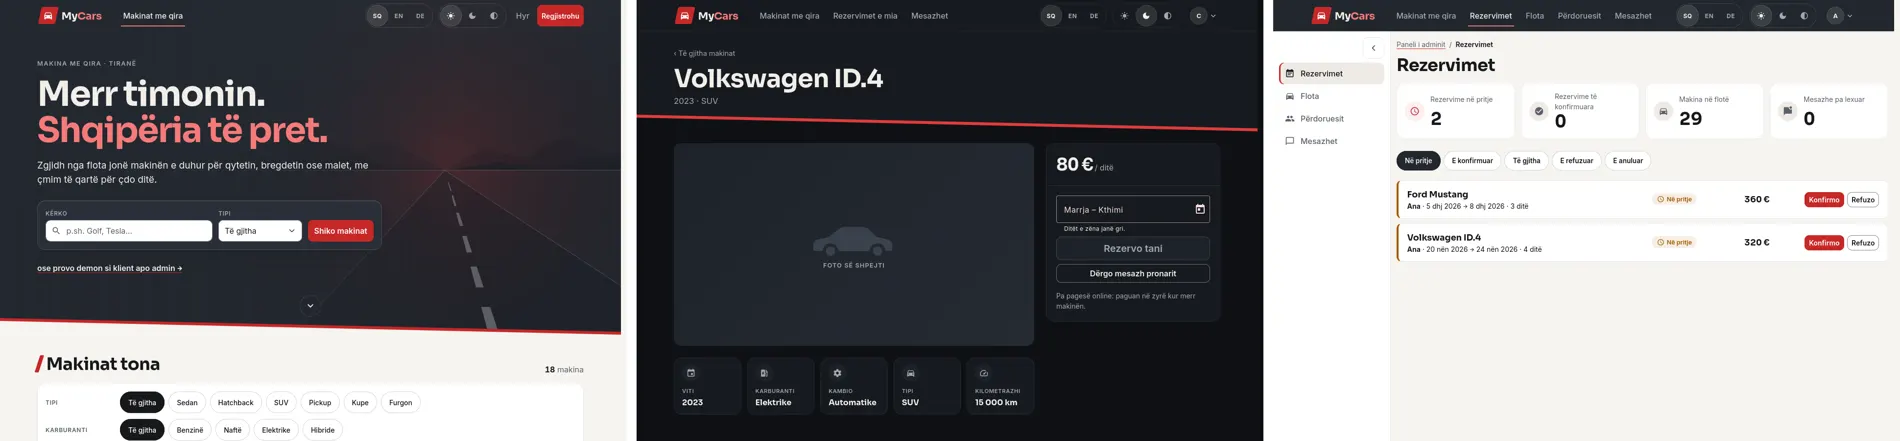 MyCars
Makinat me qira
SQ EN DE
Hyr
Regjistrohu
MAKINA ME QIRA · TIRANË
Merr timonin.
Shqipëria të pret.
Zgjidh nga flota jonë makinën e duhur për qytetin, bregdetin ose malet, me
çmim të qartë për çdo ditë.
KËRKO
p.sh. Golf, Tesla...
TIPI
Të gjitha
Shiko makinat
ose provo demon si klient apo admin →
Makinat tona
18 makina
TIPI
Të gjitha Sedan Hatchback SUV Pickup Kupe Furgon
KARBURANTI
Të gjitha Benzinë Naftë Elektrike Hibride
MyCars
Makinat me qira Rezervimet e mia Mesazhet
SQ EN DE
C
‹ Të gjitha makinat
Volkswagen ID.4
2023 · SUV
FOTO SË SHPEJTI
80 € / ditë
Marrja – Kthimi
Ditët e zëna janë gri.
Rezervo tani
Dërgo mesazh pronarit
Pa pagesë online: paguan në zyrë kur merr
makinën.
VITI
2023
KARBURANTI
Elektrike
KAMBIO
Automatike
TIPI
SUV
KILOMETRAZHI
15 000 km
MyCars
Makinat me qira Rezervimet Flota Përdoruesit Mesazhet
SQ EN DE
A
Rezervimet
Flota
Përdoruesit
Mesazhet
Paneli i adminit / Rezervimet
Rezervimet
Rezervime në pritje
2
Rezervime të
konfirmuara
0
Makina në flotë
29
Mesazhe pa lexuar
0
Në pritje E konfirmuar Të gjitha E refuzuar E anuluar
Ford Mustang
Ana · 5 dhj 2026 → 8 dhj 2026 · 3 ditë
Në pritje
360 €
Konfirmo Refuzo
Volkswagen ID.4
Ana · 20 nën 2026 → 24 nën 2026 · 4 ditë
Në pritje
320 €
Konfirmo Refuzo